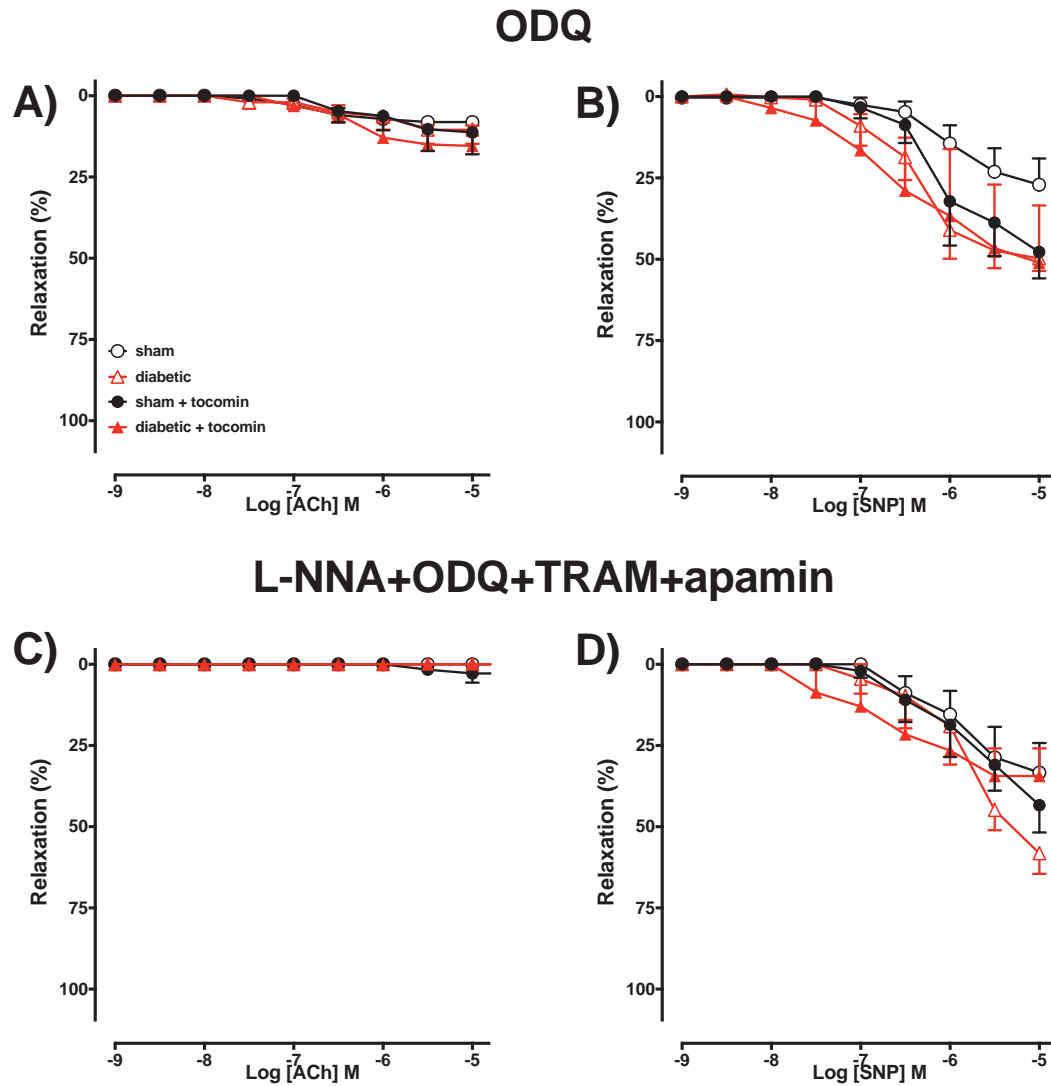 ODQ
A)
0
25
50
75
100
Relaxation (%)
sham
diabetic
sham + tocomin
diabetic + tocomin
-9 -8 -7 -6 -5
Log [ACh] M
B)
0
25
50
75
100
Relaxation (%)
-9 -8 -7 -6 -5
Log [SNP] M
L-NNA+ODQ+TRAM+apamin
C)
0
25
50
75
100
Relaxation (%)
-9 -8 -7 -6 -5
Log [ACh] M
D)
0
25
50
75
100
Relaxation (%)
-9 -8 -7 -6 -5
Log [SNP] M